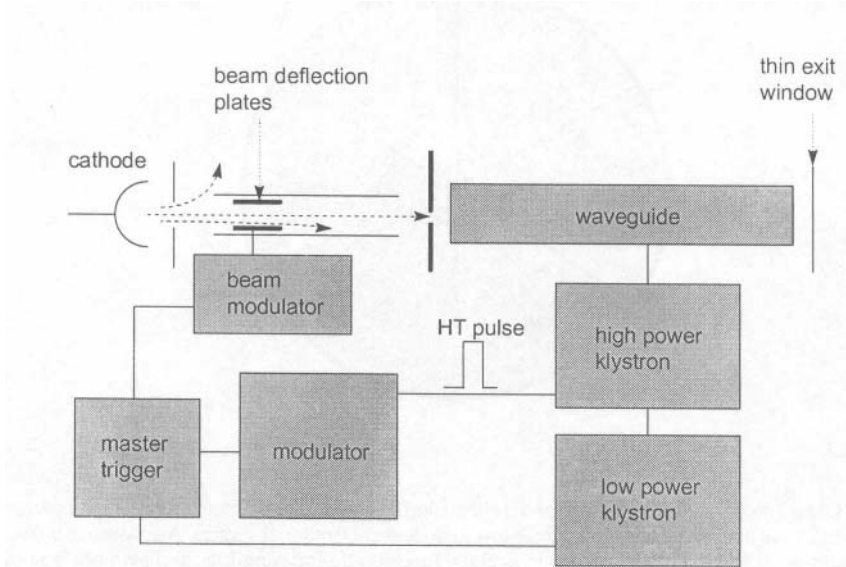 beam deflection
plates
thin exit
window
cathode
waveguide
beam
modulator
HT pulse
high power
klystron
master
trigger
modulator
low power
klystron